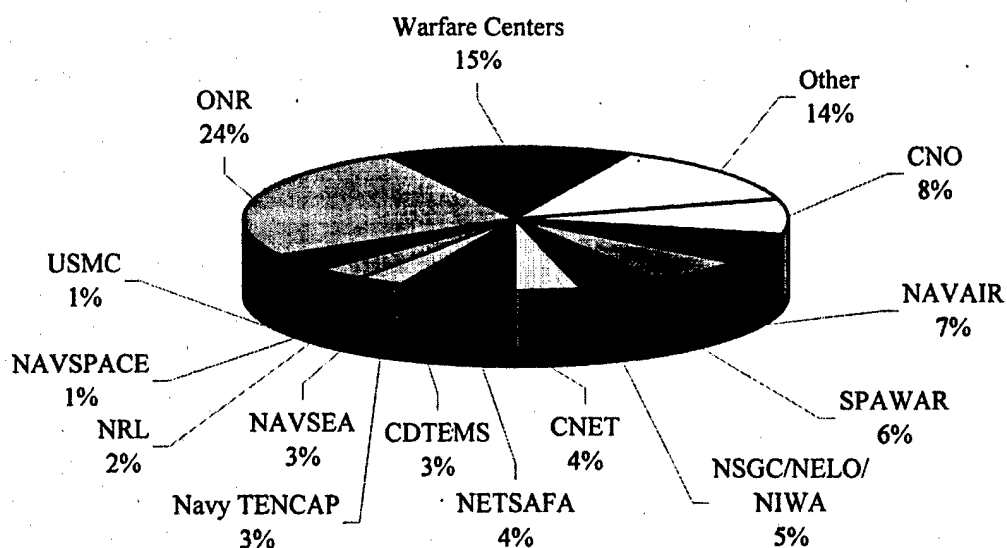 Warfare Centers
15%
Other
14%
ONR
24%
CNO
8%
USMC
1%
NAVAIR
7%
NAVSPACE
1%
SPAWAR
6%
NRL
2%
NAVSEA
3%
CDTEMS
3%
CNET
4%
NSGC/NELO/
NIWA
5%
Navy TENCAP
3%
NETSAFA
4%